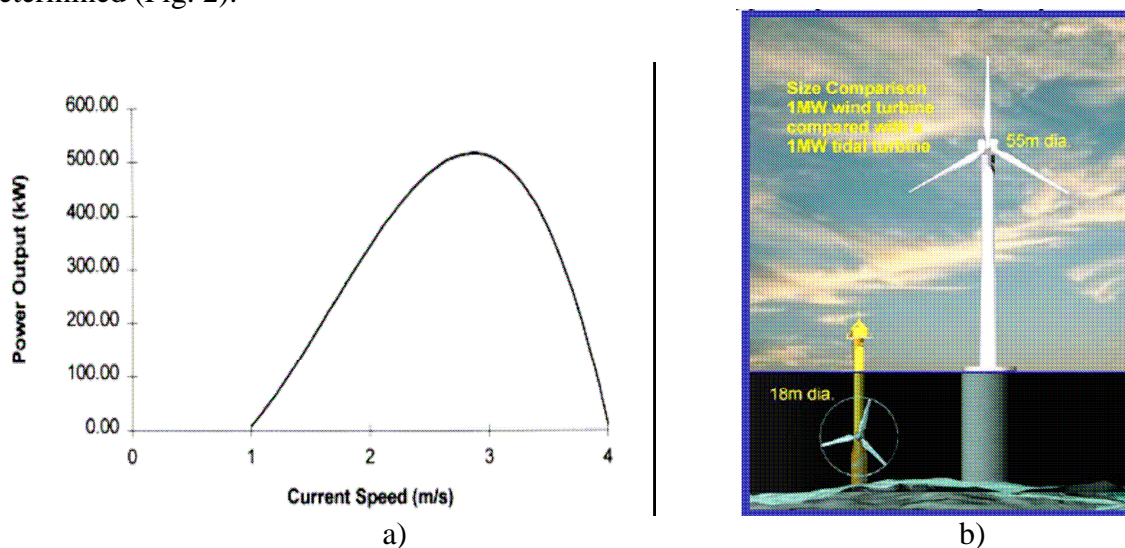 etermined (Fig. 2).
600.00
500.00
400.00
300.00
200.00
100.00
0.00
Power Output (kW)
0 1 2 3 4
Current Speed (m/s)
a)
Size Comparison
1MW wind turbine
compared with a
1MW tidal turbine
55m dia.
18m dia.
b)